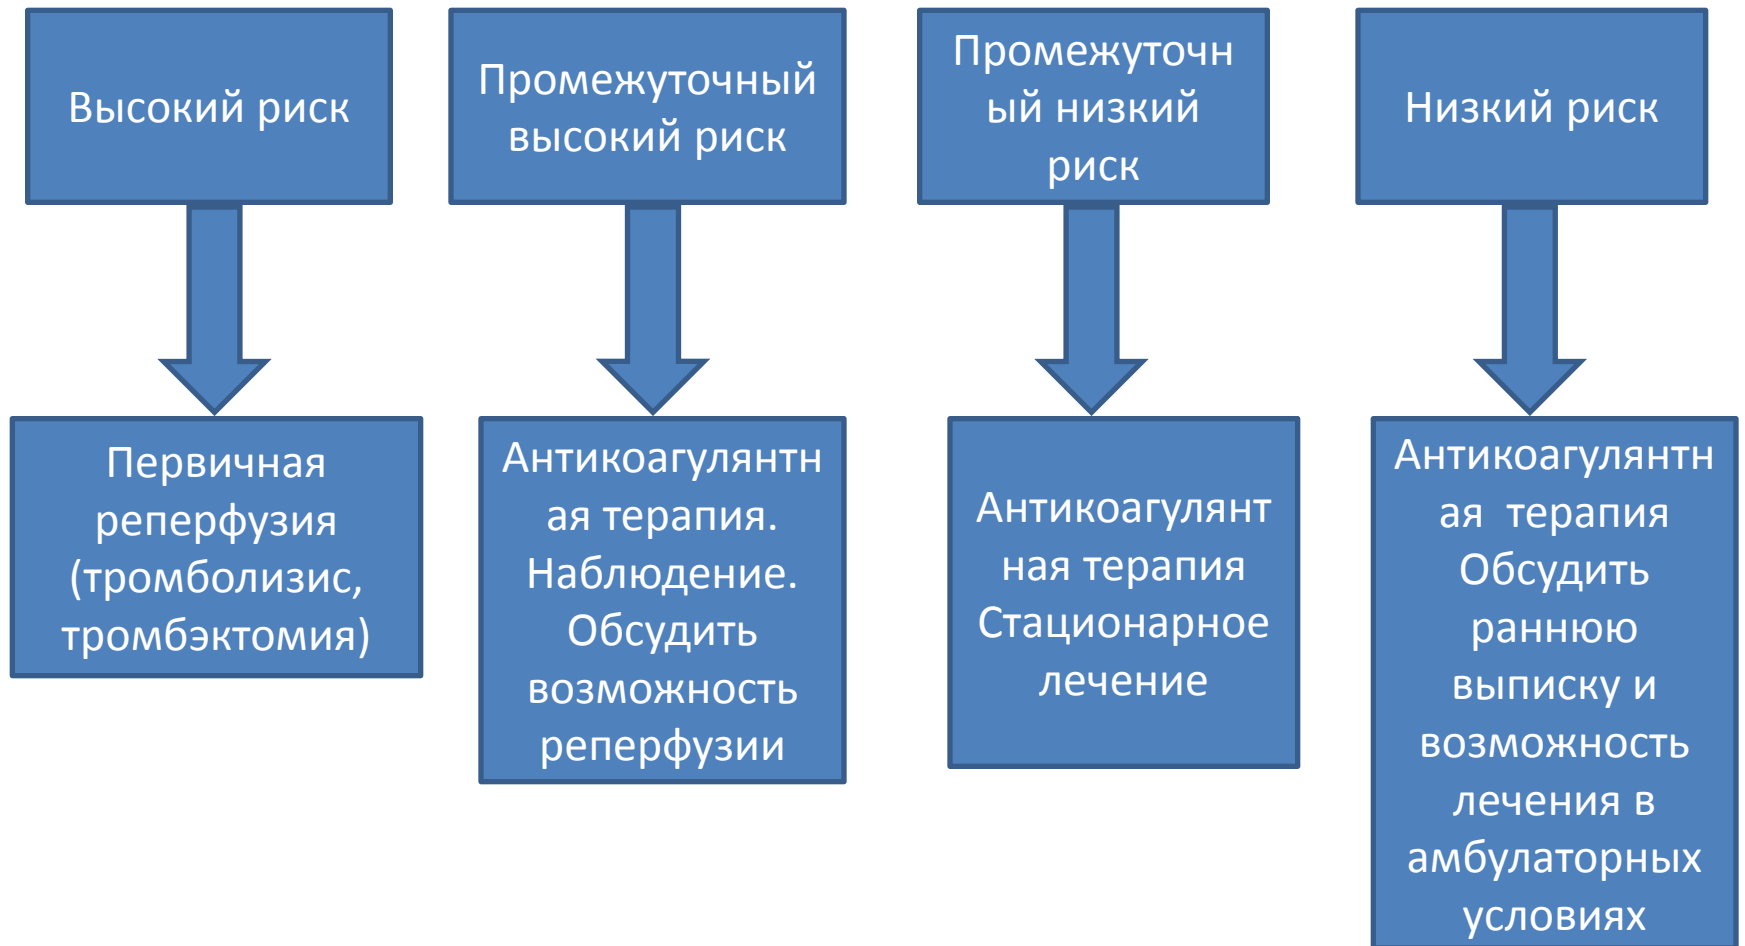 Высокий риск
Промежуточный
высокий риск
Промежуточн
ый низкий
риск
Низкий риск
Первичная
реперфузия
(тромболизис,
тромбэктомия)
Антикоагулянтн
ая терапия.
Наблюдение.
Обсудить
возможность
реперфузии
Антикоагулянт
ная терапия
Стационарное
лечение
Антикоагулянтн
ая терапия
Обсудить
раннюю
выписку и
возможность
лечения в
амбулаторных
условиях